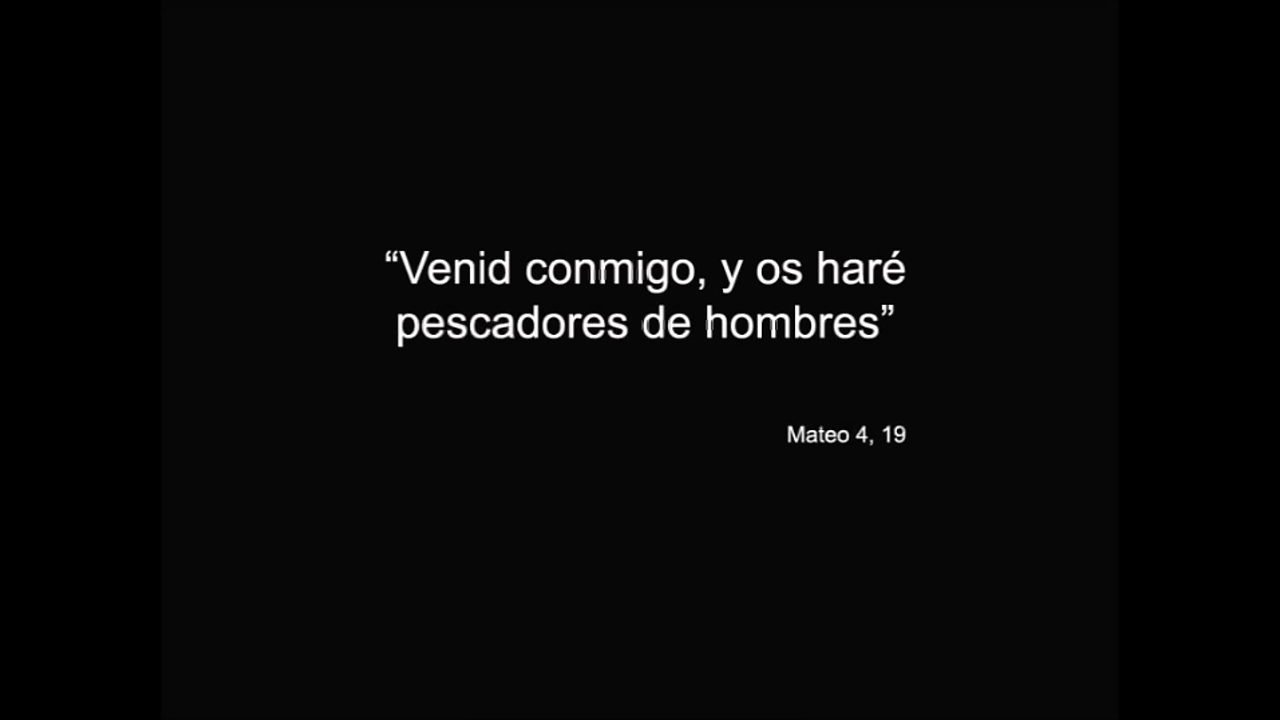 “Venid conmigo, y os haré
pescadores de hombres”
Mateo 4, 19